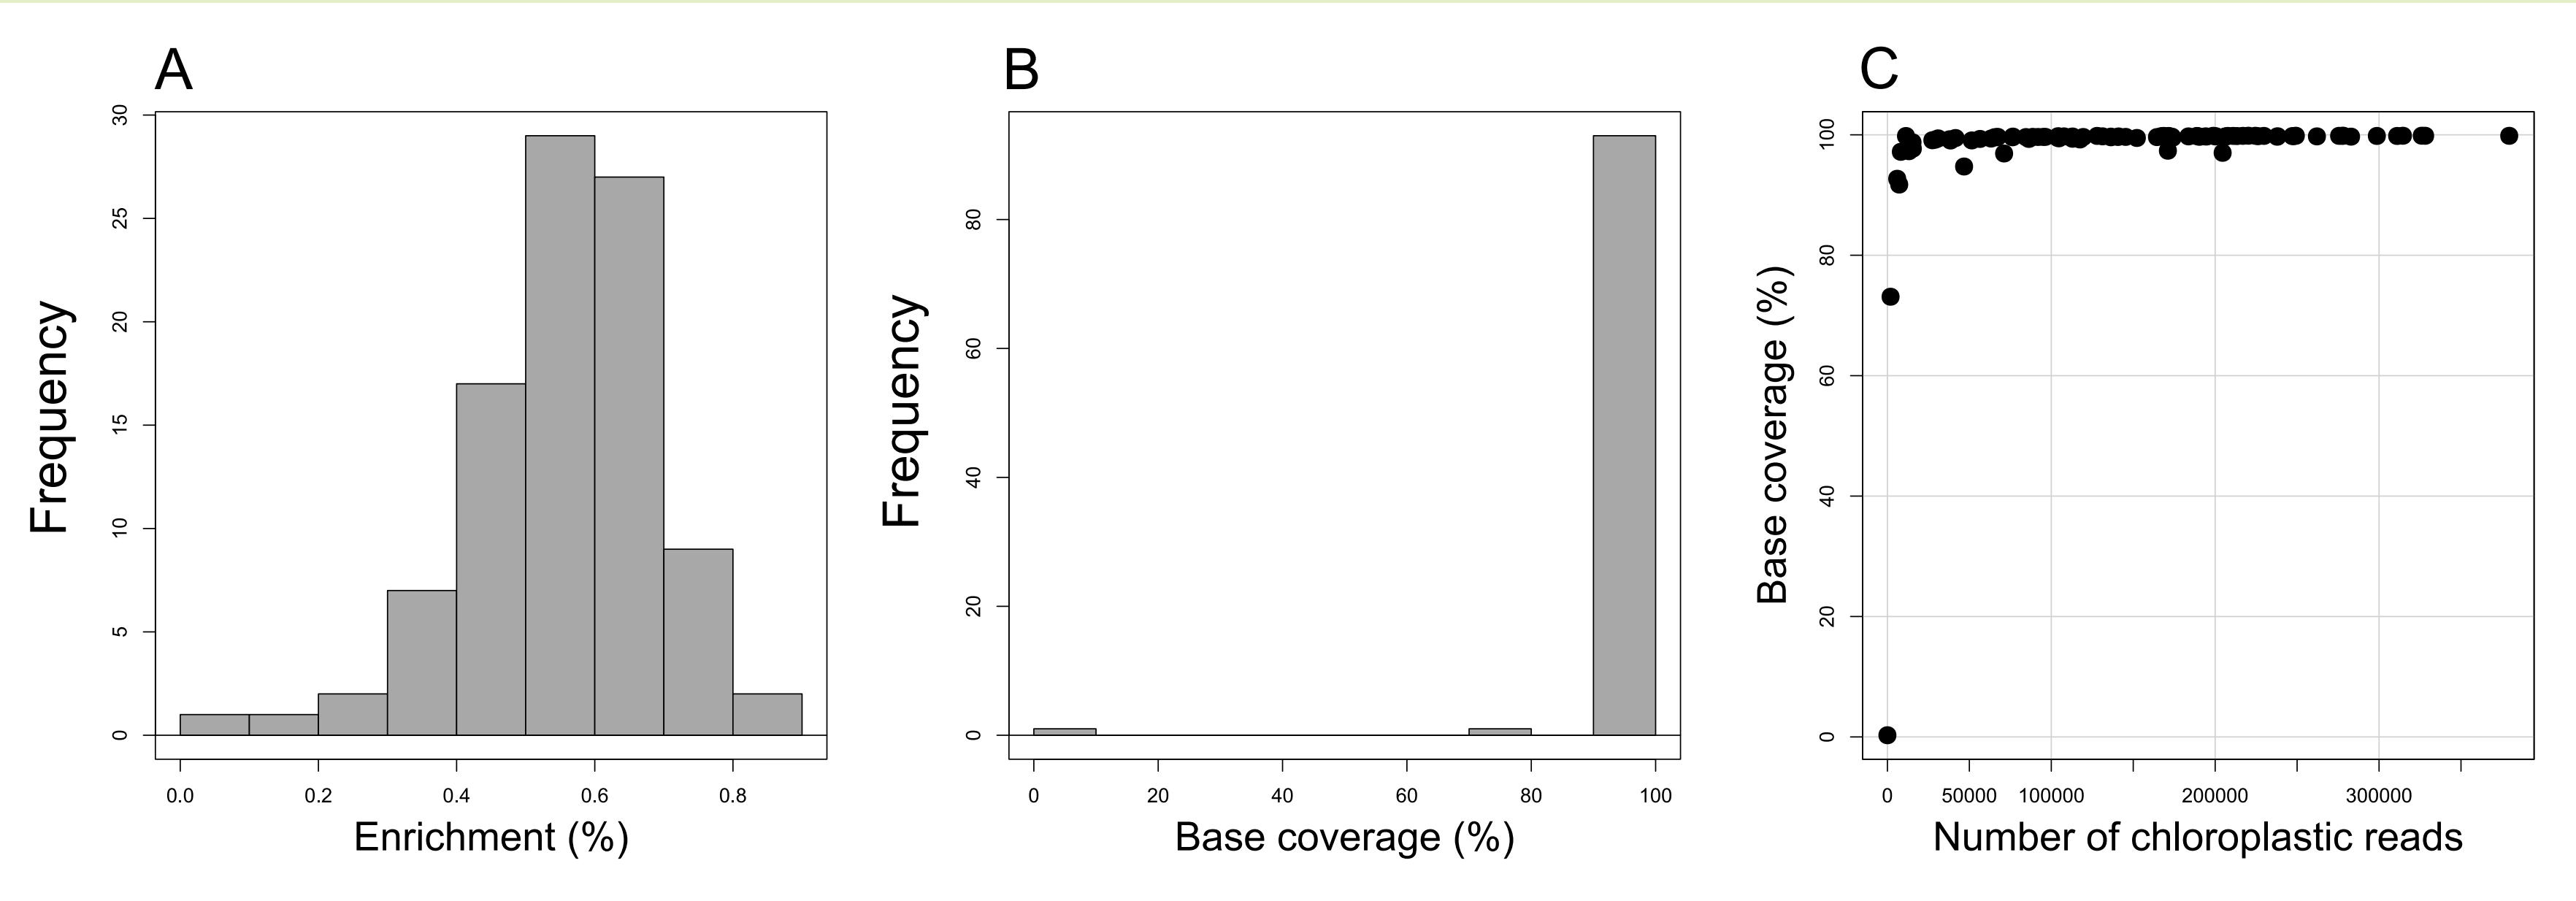 A
Frequency
30
25
20
15
10
5
0
0.0 0.2 0.4 0.6 0.8
Enrichment (%)
B
Frequency
80
60
40
20
0
0 20 40 60 80 100
Base coverage (%)
C
Base coverage (%)
100
80
60
40
20
0
0 50000 100000 200000 300000
Number of chloroplastic reads